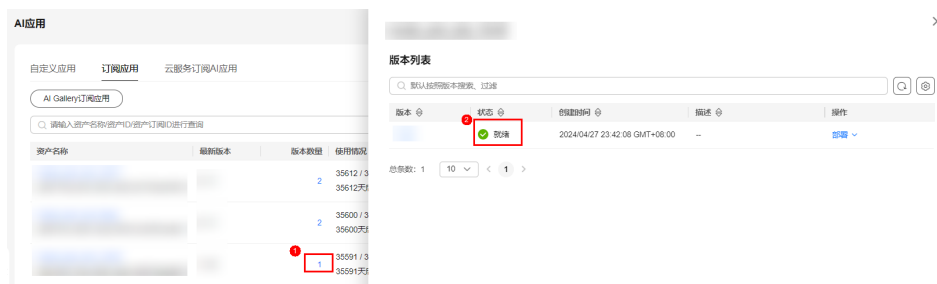 AI应用
自定义应用 订阅应用 云服务订阅AI应用
AI Gallery订阅应用
请输入资产名称/资产ID/资产订阅ID进行查询
资产名称 最新版本 版本数量 使用情况
2 35612 / 3
35612天
2 35600 / 3
35600天
1
1 35591 / 3
35591天
版本列表
默认按照版本搜索、过滤
版本 状态 创建时间 描述 操作
2
就绪 2024/04/27 23:42:08 GMT+08:00 -- 部署
总条数: 1 10 < 1 >